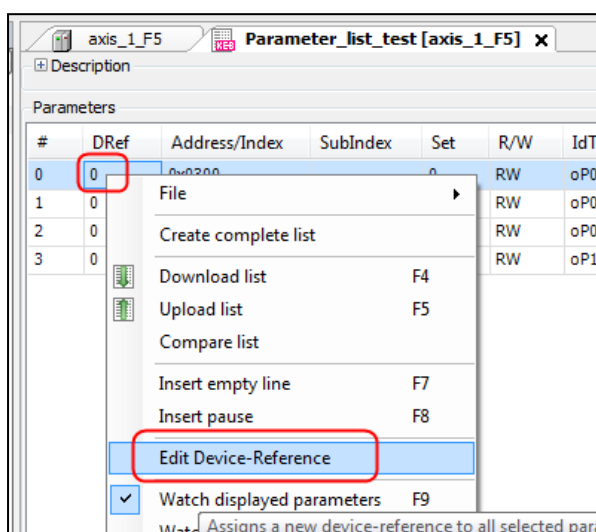 axis_1_F5 KEB Parameter_list_test [axis_1_F5] x
Description
Parameters
# DRef Address/Index SubIndex Set R/W IdT
0 0 0x0300 0 RW oP0
1 0 RW oP0
2 0 RW oP0
3 0 RW oP1
File
Create complete list
Download list F4
Upload list F5
Compare list
Insert empty line F7
Insert pause F8
Edit Device-Reference
Watch displayed parameters F9
Assigns a new device-reference to all selected para